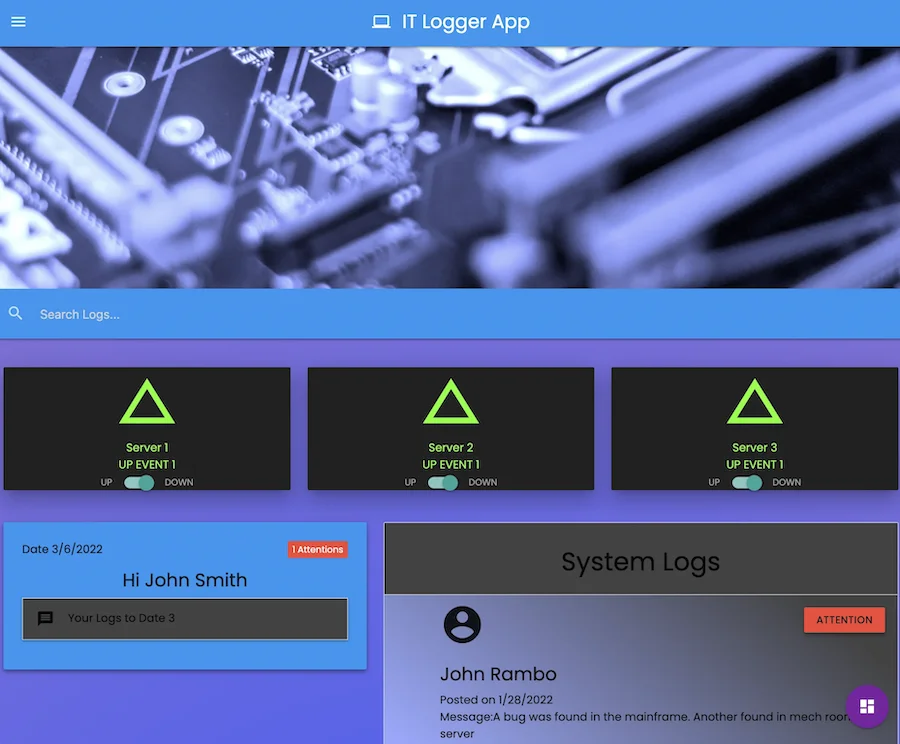 IT Logger App
Search Logs...
Server 1
UP EVENT 1
UP DOWN
Server 2
UP EVENT 1
UP DOWN
Server 3
UP EVENT 1
UP DOWN
Date 3/6/2022
1 Attentions
Hi John Smith
Your Logs to Date 3
System Logs
ATTENTION
John Rambo
Posted on 1/28/2022
Message:A bug was found in the mainframe. Another found in mech room
server